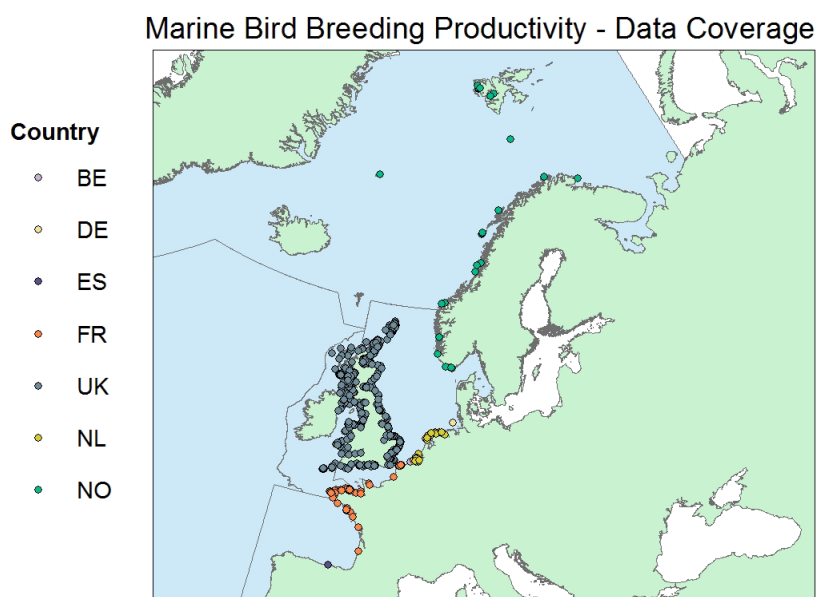 Marine Bird Breeding Productivity - Data Coverage
Country
BE
DE
ES
FR
UK
NL
NO